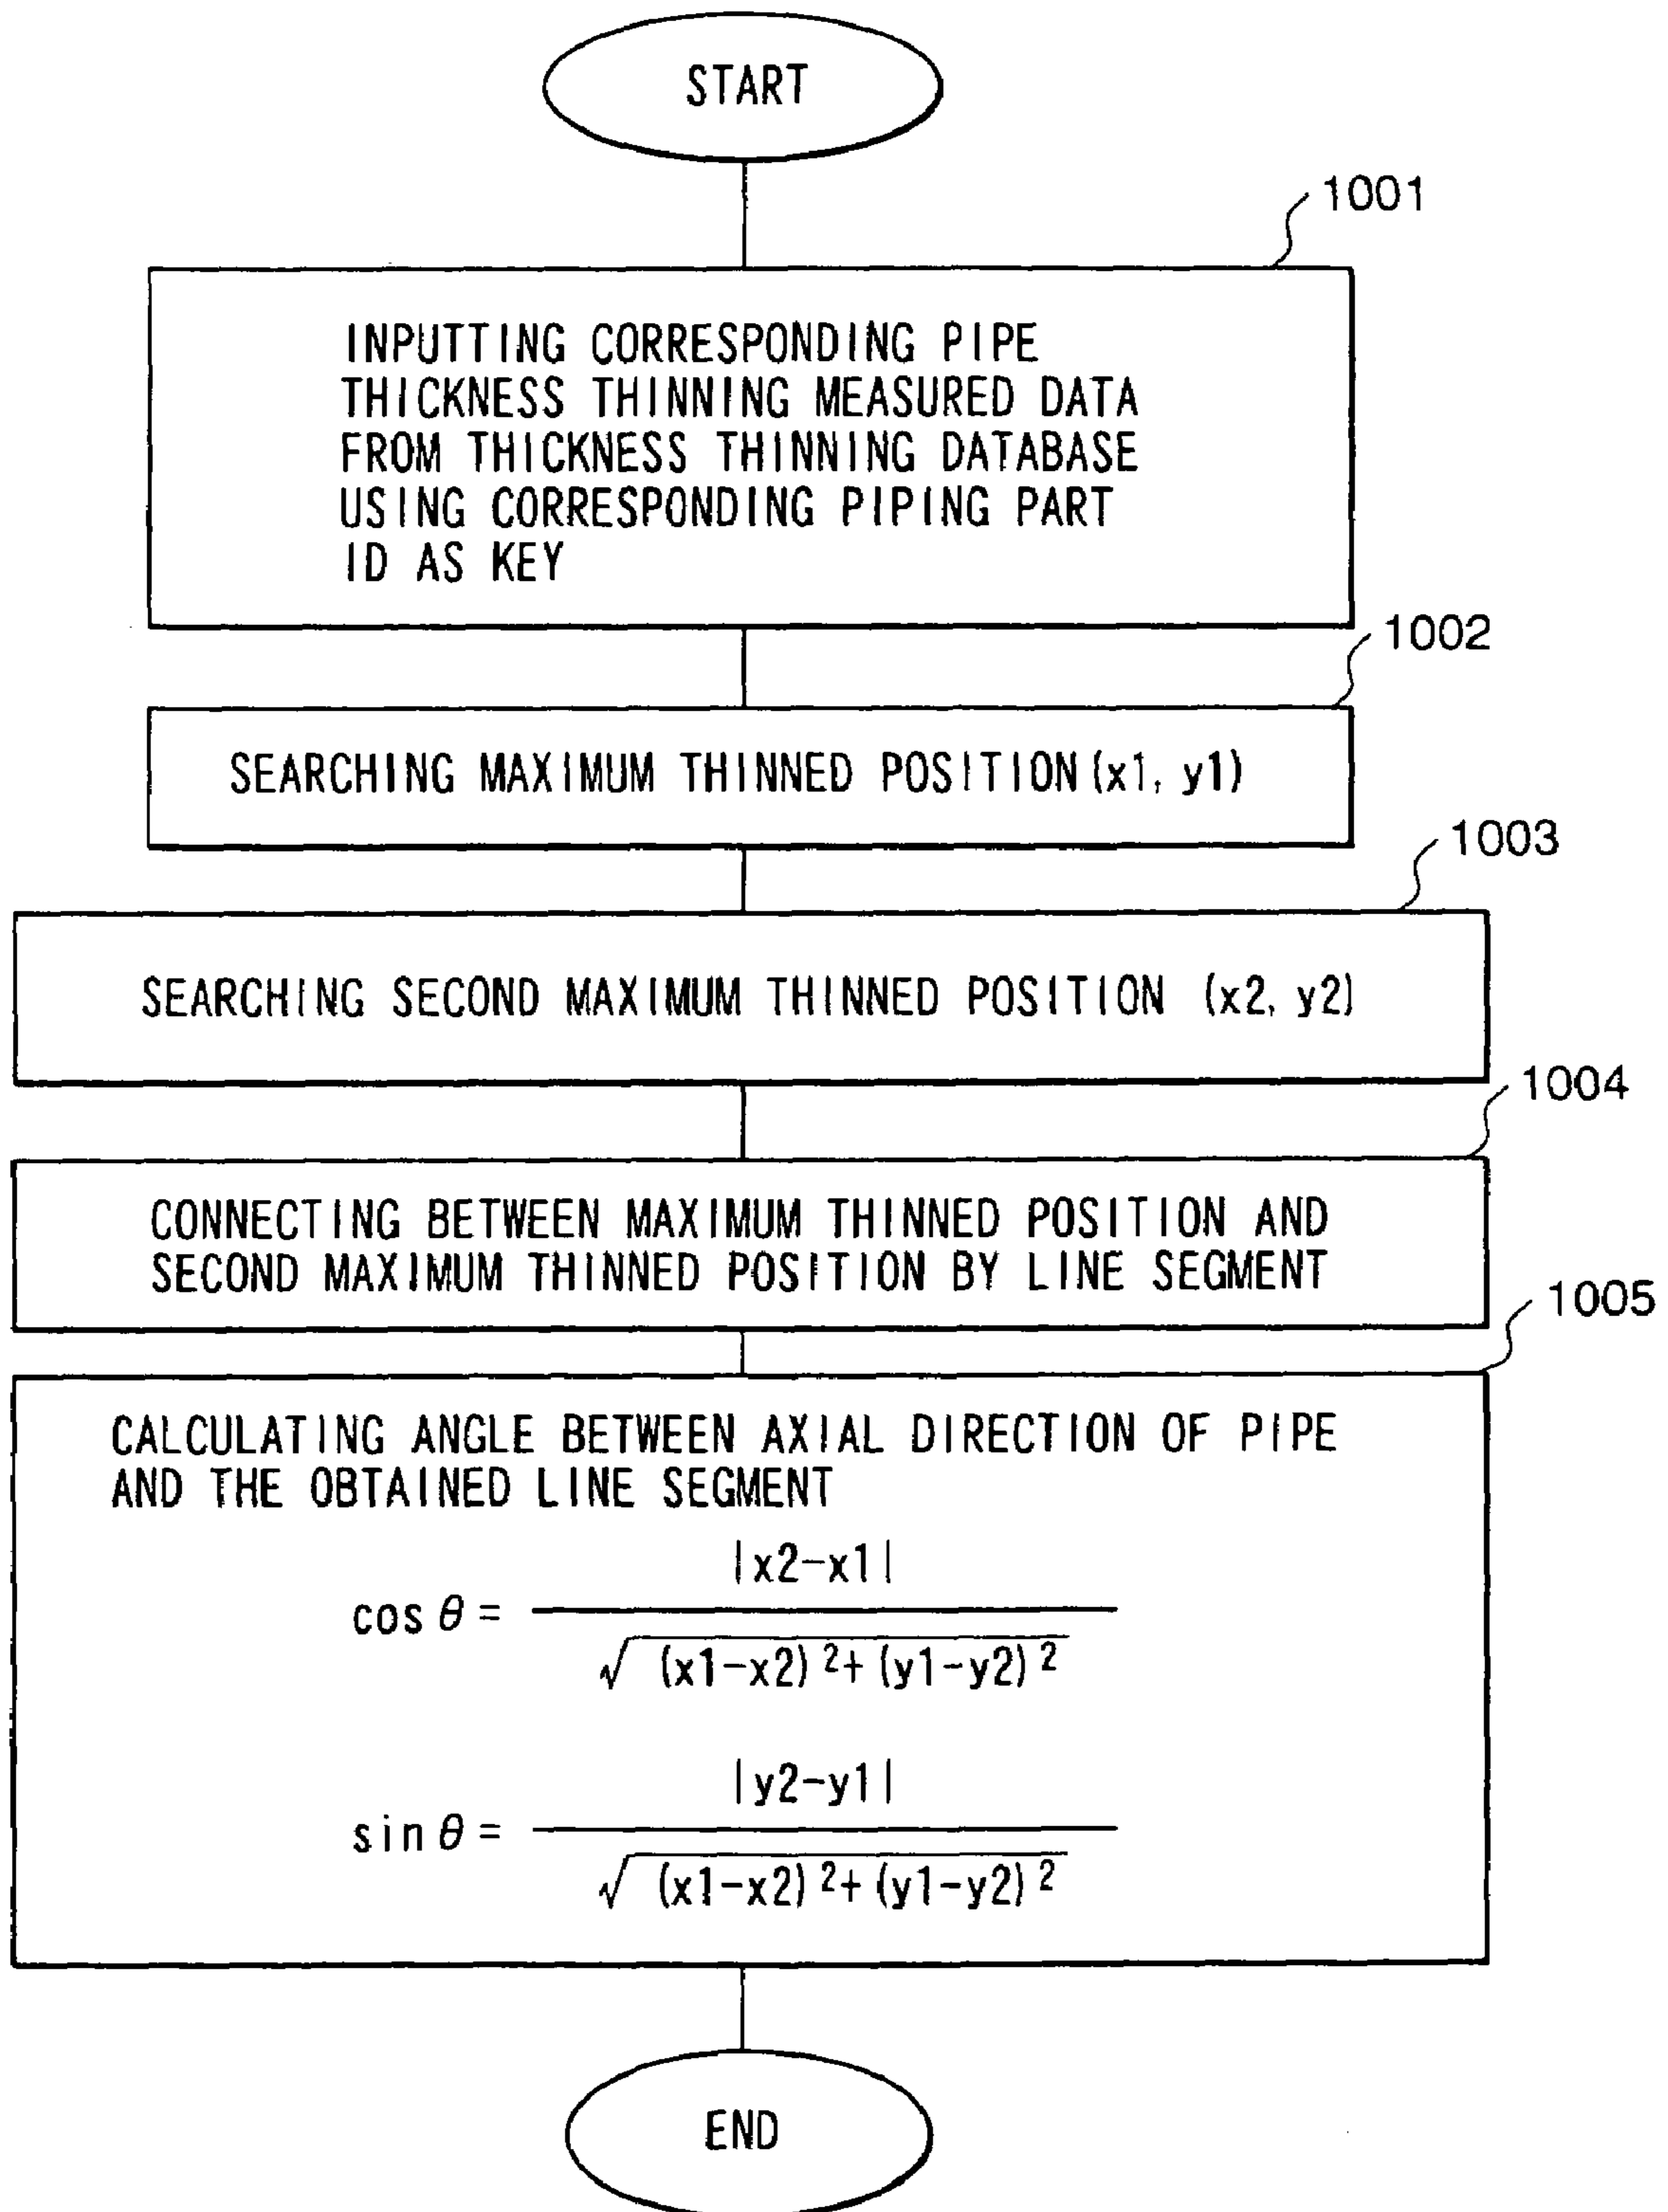 START
1001
INPUTTING CORRESPONDING PIPE
THICKNESS THINNING MEASURED DATA
FROM THICKNESS THINNING DATABASE
USING CORRESPONDING PIPING PART
ID AS KEY
1002
SEARCHING MAXIMUM THINNED POSITION (x1, y1)
1003
SEARCHING SECOND MAXIMUM THINNED POSITION (x2, y2)
1004
CONNECTING BETWEEN MAXIMUM THINNED POSITION AND
SECOND MAXIMUM THINNED POSITION BY LINE SEGMENT
1005
CALCULATING ANGLE BETWEEN AXIAL DIRECTION OF PIPE
AND THE OBTAINED LINE SEGMENT
|x2-x1|
cos θ =
√(x1-x2)²+(y1-y2)²
|y2-y1|
sin θ =
√(x1-x2)²+(y1-y2)²
END